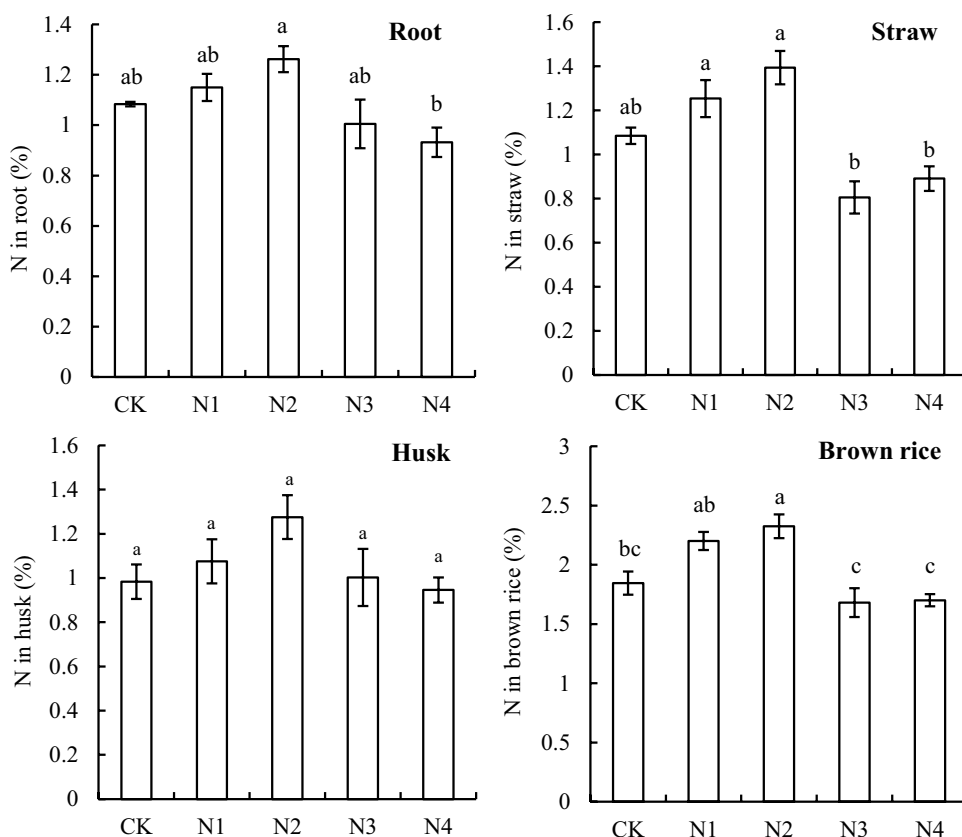 Root
N in root (%)
1.4
1.2
1
0.8
0.6
0.4
0.2
0
ab
ab
a
ab
b
CK N1 N2 N3 N4
Straw
N in straw (%)
1.6
1.4
1.2
1
0.8
0.6
0.4
0.2
0
ab
a
a
b
b
CK N1 N2 N3 N4
Husk
N in husk (%)
1.6
1.4
1.2
1
0.8
0.6
0.4
0.2
0
a
a
a
a
a
CK N1 N2 N3 N4
Brown rice
N in brown rice (%)
3
2.5
2
1.5
1
0.5
0
bc
ab
a
c
c
CK N1 N2 N3 N4